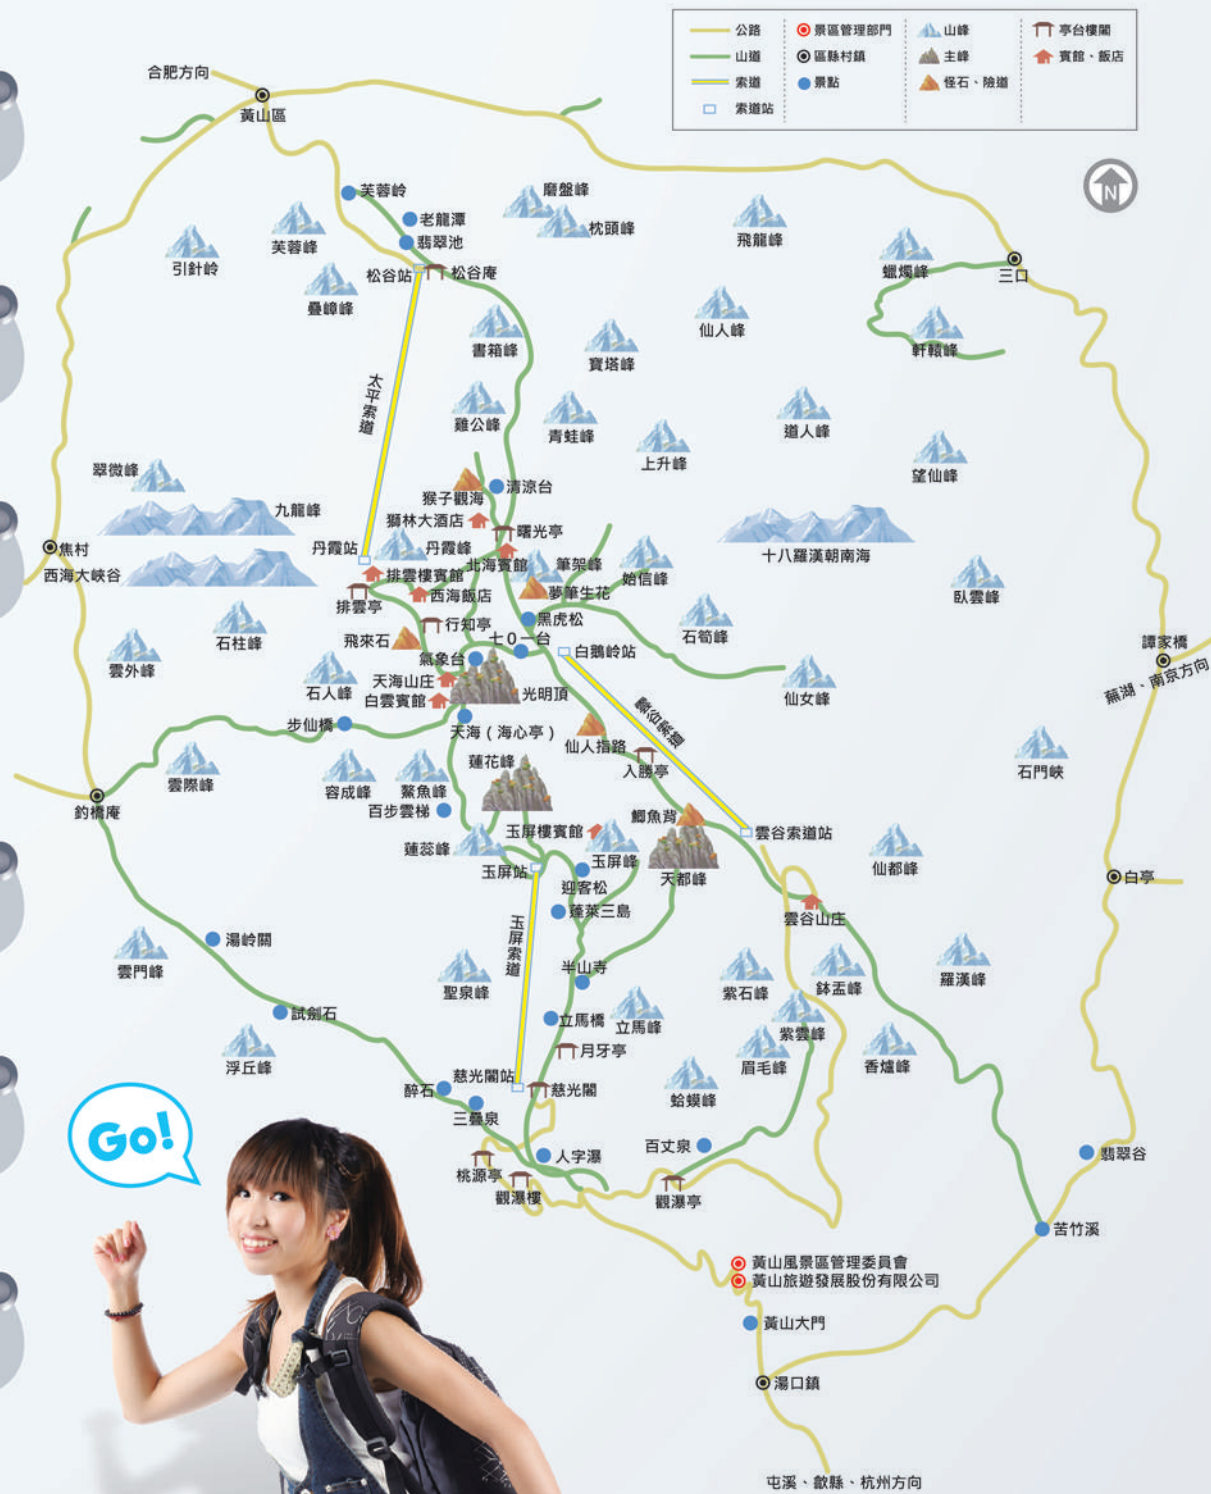 公路
山道
索道
索道站
景區管理部門
區縣村鎮
景點
山峰
主峰
怪石、險道
亭台樓閣
賓館、飯店
合肥方向
黃山區
N
芙蓉岭
老龍潭
翡翠池
磨盤峰
枕頭峰
飛龍峰
引針岭
芙蓉峰
疊嶂峰
松谷站
松谷庵
蠟燭峰
三口
書箱峰
寶塔峰
仙人峰
軒轅峰
太平索道
雞公峰
青蛙峰
上升峰
道人峰
望仙峰
翠微峰
九龍峰
猴子觀海
清涼台
獅林大酒店
曙光亭
焦村
西海大峽谷
丹霞站
丹霞峰
北海賓館
筆架峰
始信峰
十八羅漢朝南海
排雲樓賓館
西海飯店
夢筆生花
臥雲峰
排雲亭
石柱峰
行知亭
黑虎松
石筍峰
飛來石
七0一台
白鵝岭站
雲外峰
氣象台
譚家橋
蕪湖、南京方向
石人峰
天海山庄
白雲賓館
光明頂
仙女峰
步仙橋
天海（海心亭）
仙人指路
雲谷索道
入勝亭
蓮花峰
石門峽
雲際峰
容成峰
鰲魚峰
釣橋庵
百步雲梯
鯽魚背
玉屏樓賓館
雲谷索道站
蓮蕊峰
玉屏峰
玉屏站
迎客松
天都峰
仙都峰
白亭
蓬萊三島
雲谷山庄
玉屏索道
湯岭關
雲門峰
聖泉峰
半山寺
紫石峰
鉢盂峰
羅漢峰
試劍石
立馬橋
立馬峰
紫雲峰
浮丘峰
月牙亭
眉毛峰
香爐峰
慈光閣站
慈光閣
醉石
蛤蟆峰
三疊泉
Go!
人字瀑
百丈泉
翡翠谷
桃源亭
觀瀑樓
觀瀑亭
苦竹溪
黃山風景區管理委員會
黃山旅遊發展股份有限公司
黃山大門
湯口鎮
屯溪、歙縣、杭州方向